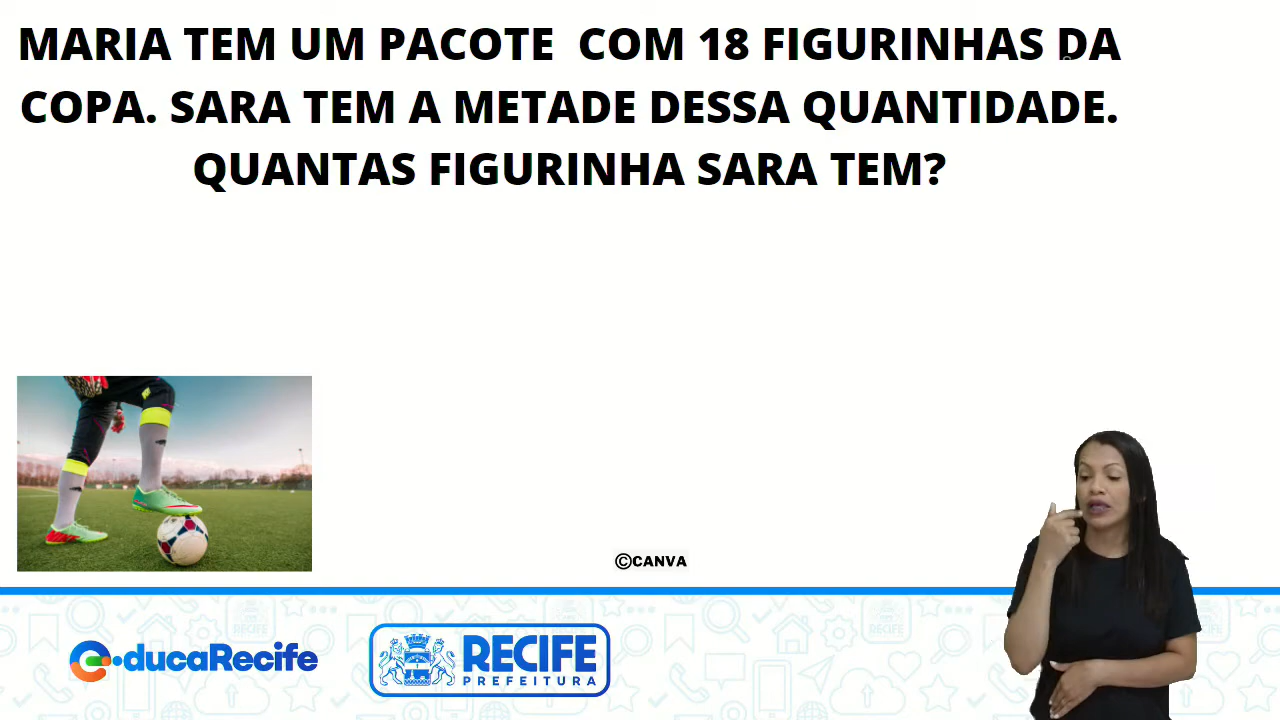 MARIA TEM UM PACOTE COM 18 FIGURINHAS DA
COPA. SARA TEM A METADE DESSA QUANTIDADE.
QUANTAS FIGURINHA SARA TEM?
©CANVA
educaRecife
RECIFE
PREFEITURA